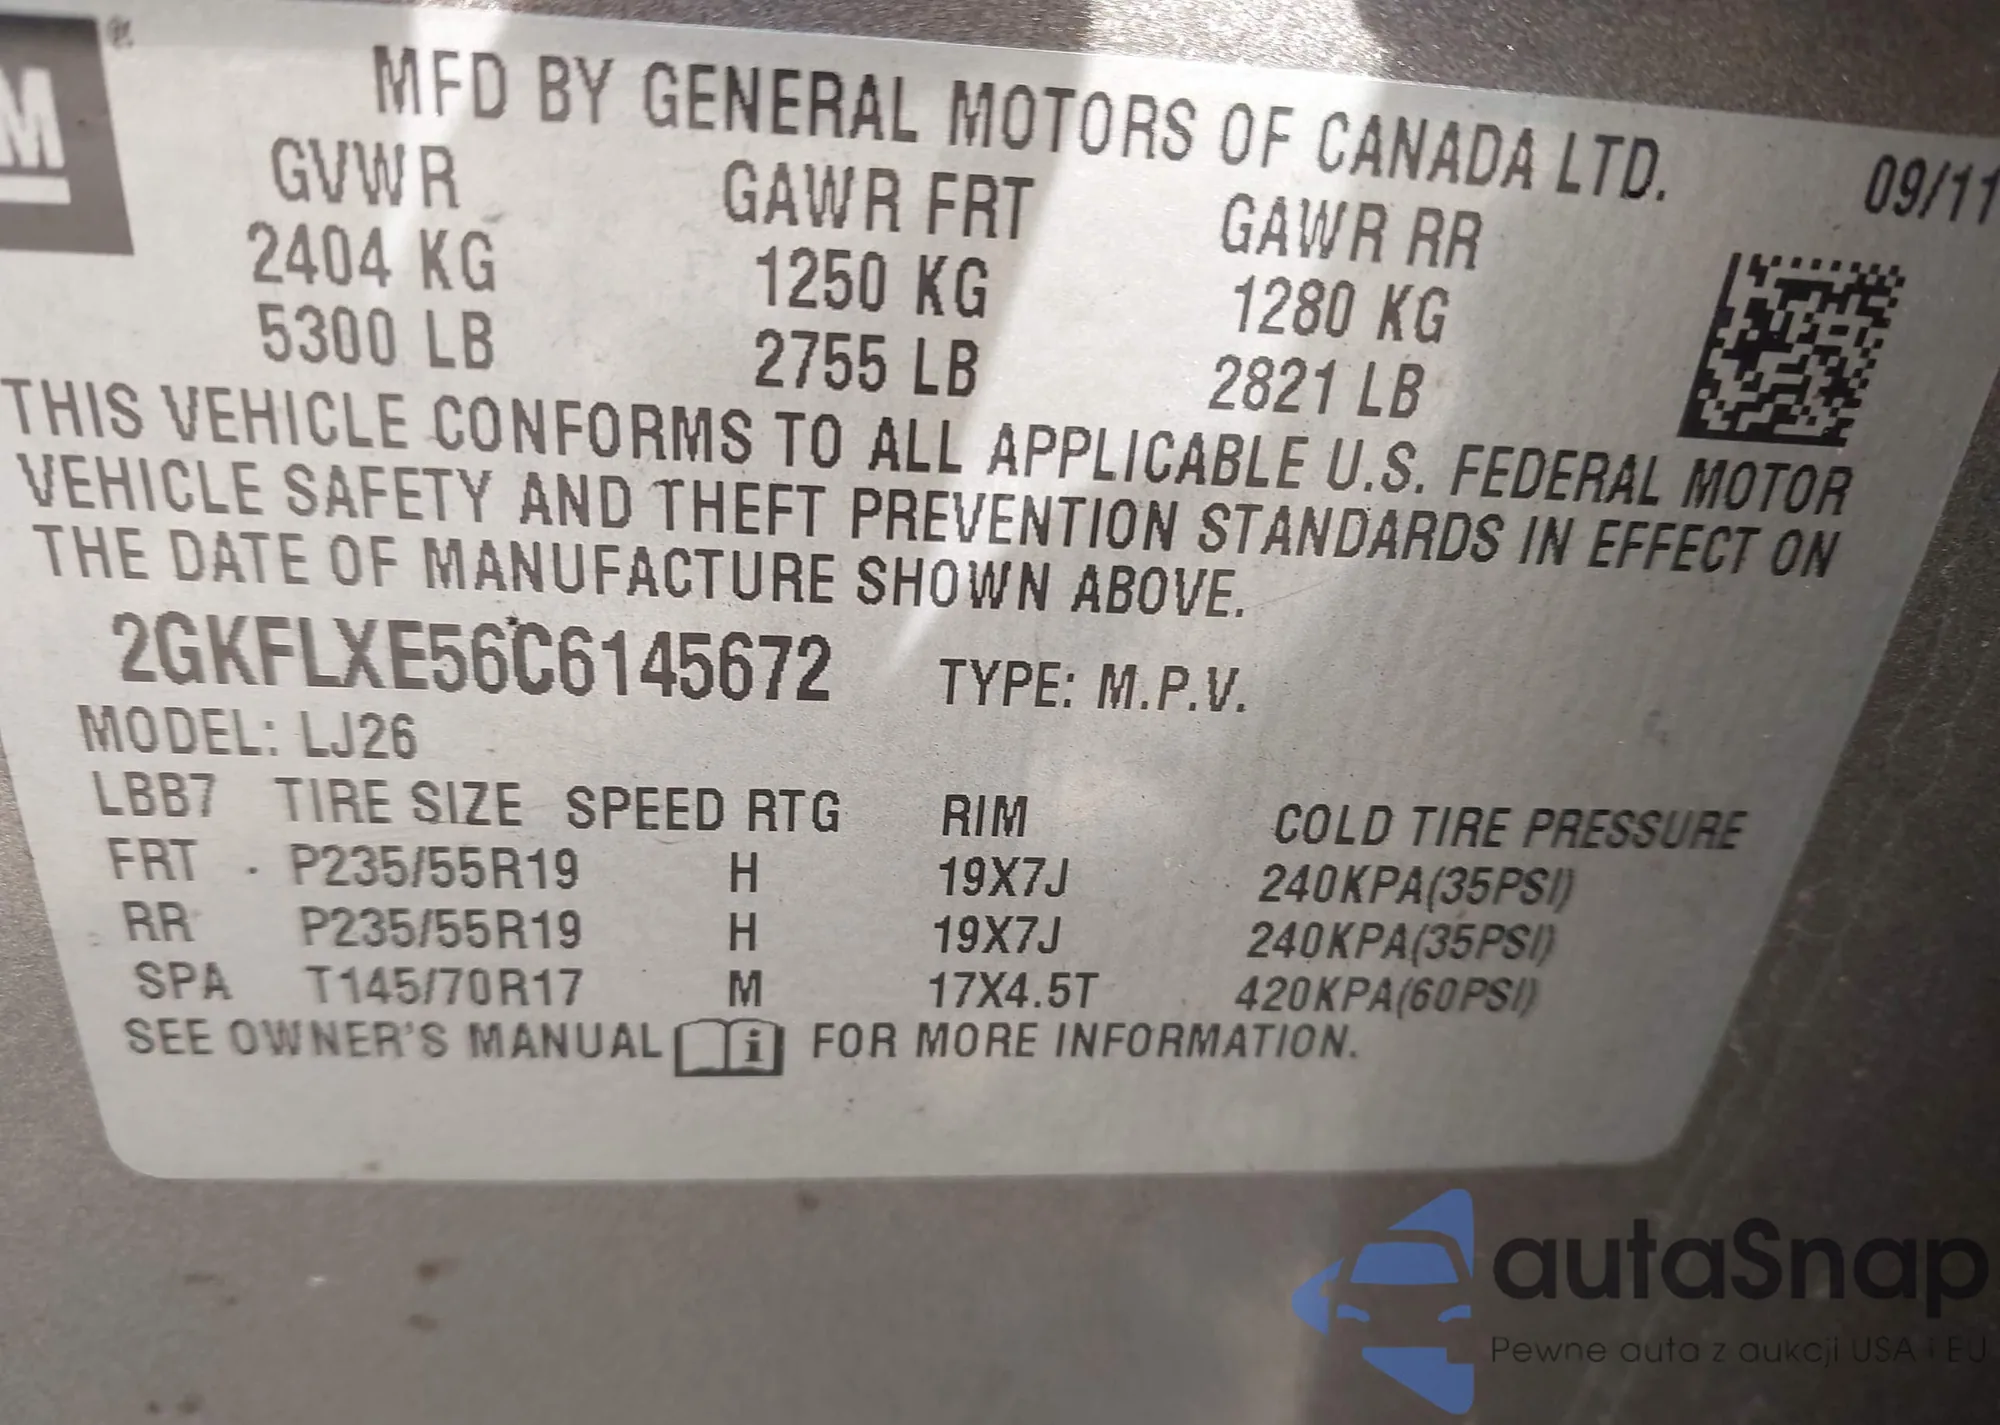 GM
MFD BY GENERAL MOTORS OF CANADA LTD.
09/11
GVWR GAWR FRT GAWR RR
2404 KG 1250 KG 1280 KG
5300 LB 2755 LB 2821 LB
THIS VEHICLE CONFORMS TO ALL APPLICABLE U.S. FEDERAL MOTOR
VEHICLE SAFETY AND THEFT PREVENTION STANDARDS IN EFFECT ON
THE DATE OF MANUFACTURE SHOWN ABOVE.
2GKFLXE56C6145672 TYPE: M.P.V.
MODEL: LJ26
LBB7 TIRE SIZE SPEED RTG RIM COLD TIRE PRESSURE
FRT P235/55R19 H 19X7J 240KPA(35PSI)
RR P235/55R19 H 19X7J 240KPA(35PSI)
SPA T145/70R17 M 17X4.5T 420KPA(60PSI)
SEE OWNER'S MANUAL i FOR MORE INFORMATION.
autaSnap
Pewne auta z aukcji USA i EU